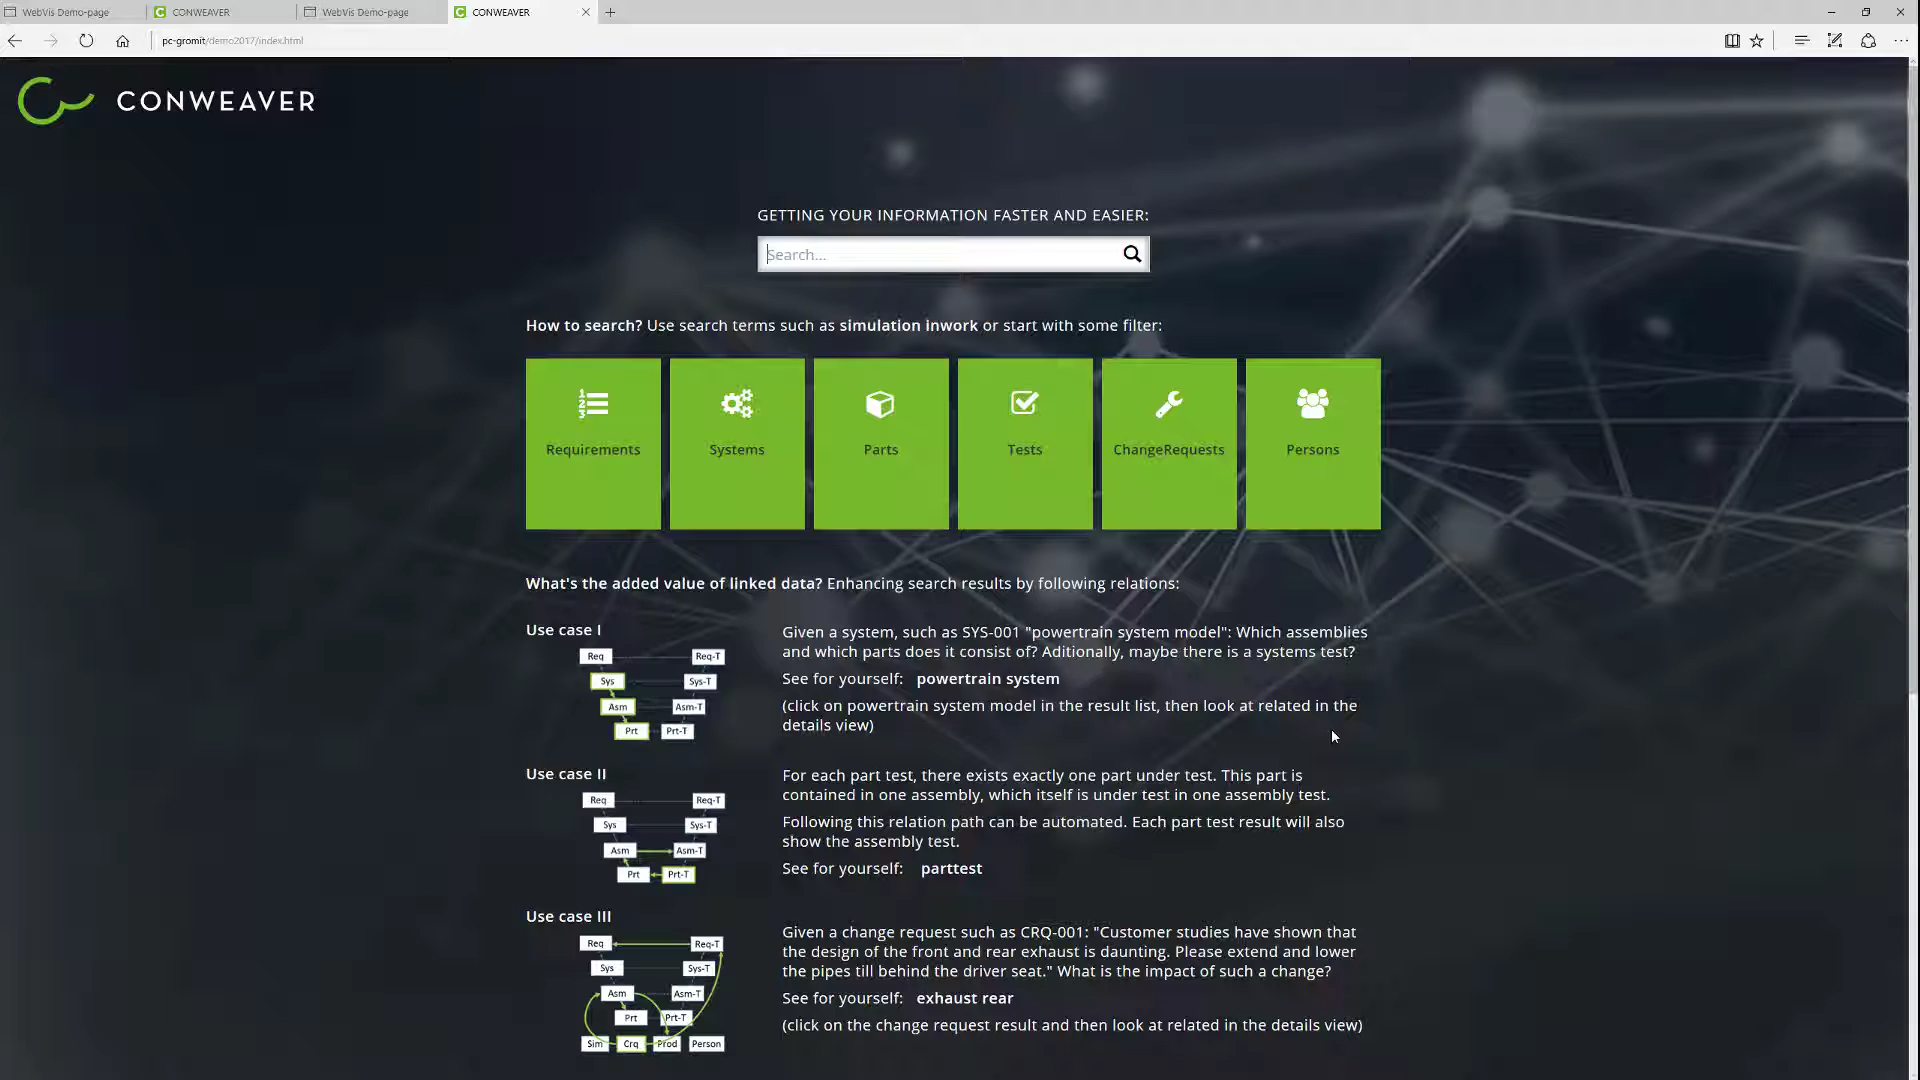 WebVis Demo-page
CONWEAVER
WebVis Demo-page
CONWEAVER
pc-gromit/demo2017/index.html
CONWEAVER
GETTING YOUR INFORMATION FASTER AND EASIER:
Search...
How to search? Use search terms such as simulation inwork or start with some filter:
Requirements
Systems
Parts
Tests
ChangeRequests
Persons
What's the added value of linked data? Enhancing search results by following relations:
Use case I
Req
Req-T
Sys
Sys-T
Asm
Asm-T
Prt
Prt-T
Given a system, such as SYS-001 "powertrain system model": Which assemblies
and which parts does it consist of? Aditionally, maybe there is a systems test?
See for yourself: powertrain system
(click on powertrain system model in the result list, then look at related in the
details view)
Use case II
Req
Req-T
Sys
Sys-T
Asm
Asm-T
Prt
Prt-T
For each part test, there exists exactly one part under test. This part is
contained in one assembly, which itself is under test in one assembly test.
Following this relation path can be automated. Each part test result will also
show the assembly test.
See for yourself: parttest
Use case III
Req
Req-T
Sys
Sys-T
Asm
Asm-T
Prt
Prt-T
Sim
Crq
Prod
Person
Given a change request such as CRQ-001: "Customer studies have shown that
the design of the front and rear exhaust is daunting. Please extend and lower
the pipes till behind the driver seat." What is the impact of such a change?
See for yourself: exhaust rear
(click on the change request result and then look at related in the details view)